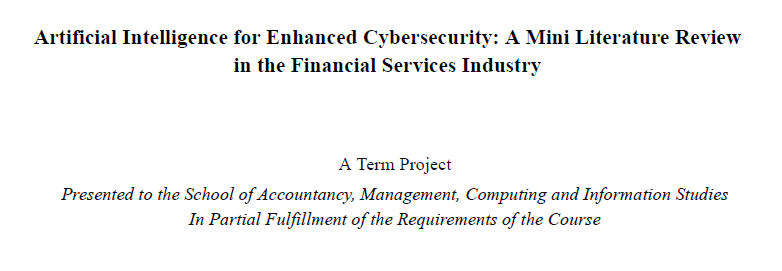 Artificial Intelligence for Enhanced Cybersecurity: A Mini Literature Review
in the Financial Services Industry
A Term Project
Presented to the School of Accountancy, Management, Computing and Information Studies
In Partial Fulfillment of the Requirements of the Course